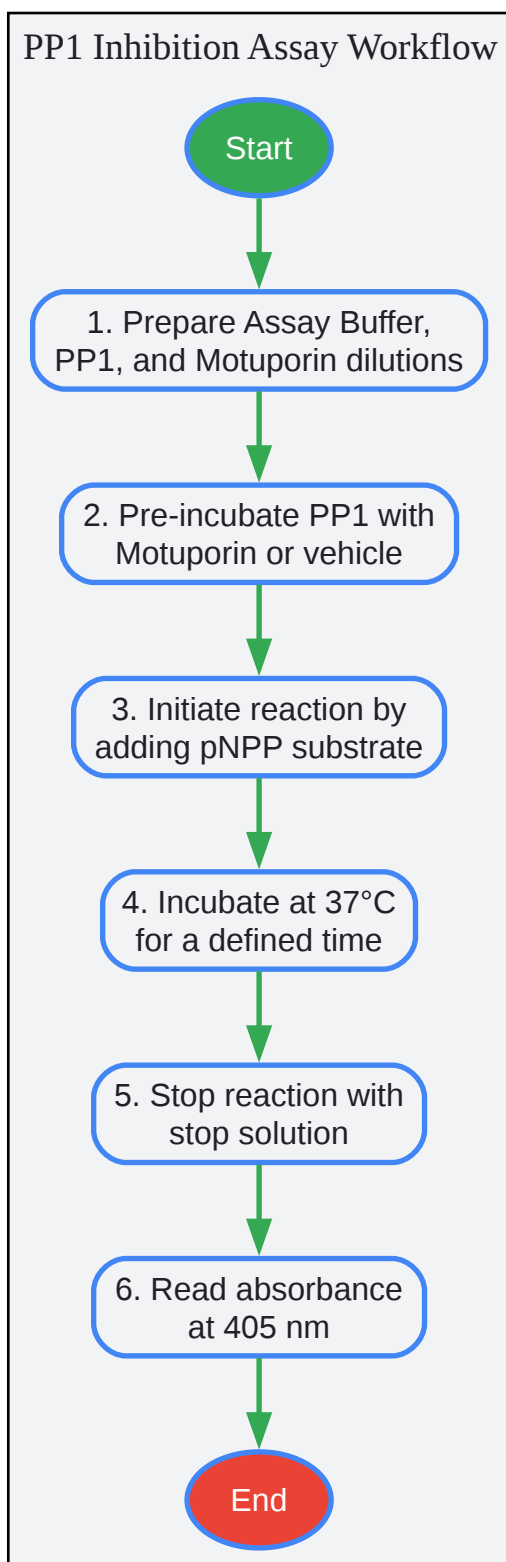 PP1 Inhibition Assay Workflow
Start
1. Prepare Assay Buffer,
PP1, and Motuporin dilutions
2. Pre-incubate PP1 with
Motuporin or vehicle
3. Initiate reaction by
adding pNPP substrate
4. Incubate at 37°C
for a defined time
5. Stop reaction with
stop solution
6. Read absorbance
at 405 nm
End